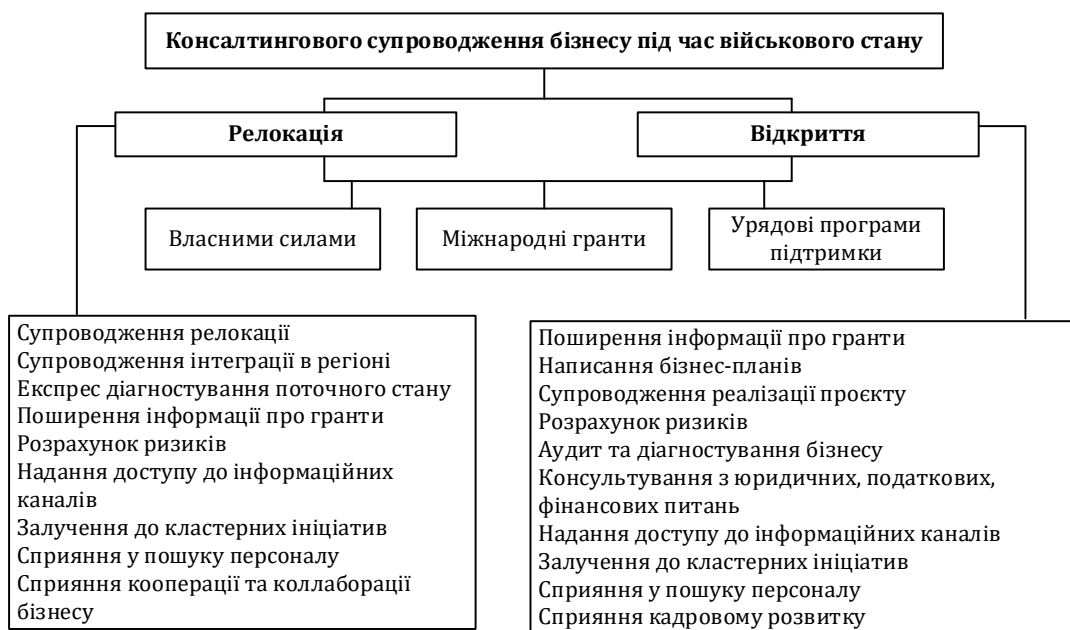 Консалтингового супроводження бізнесу під час військового стану
Релокація
Відкриття
Власними силами
Міжнародні гранти
Урядові програми
підтримки
Супроводження релокації
Супроводження інтеграції в регіоні
Експрес діагностування поточного стану
Поширення інформації про гранти
Розрахунок ризиків
Надання доступу до інформаційних
каналів
Залучення до кластерних ініціатив
Сприяння у пошуку персоналу
Сприяння кооперації та коллаборації
бізнесу
Поширення інформації про гранти
Написання бізнес-планів
Супроводження реалізації проєкту
Розрахунок ризиків
Аудит та діагностування бізнесу
Консультування з юридичних, податкових,
фінансових питань
Надання доступу до інформаційних каналів
Залучення до кластерних ініціатив
Сприяння у пошуку персоналу
Сприяння кадровому розвитку